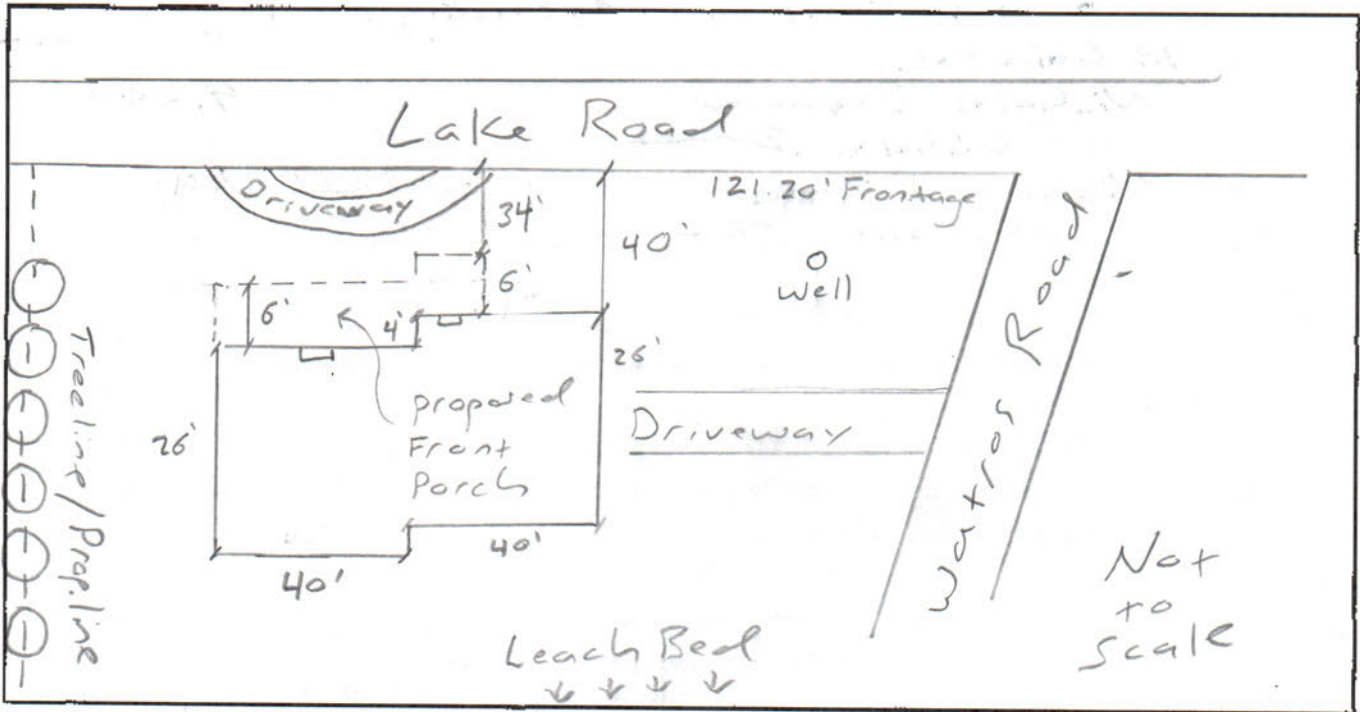 Lake Road
Driveway
34'
40'
121.20' Frontage
well
6'
6'
4'
26'
26'
proposed
Front
Porch
Driveway
Watros Road
Treeline/Prop.line
40'
40'
Not
to
scale
Leach Bed